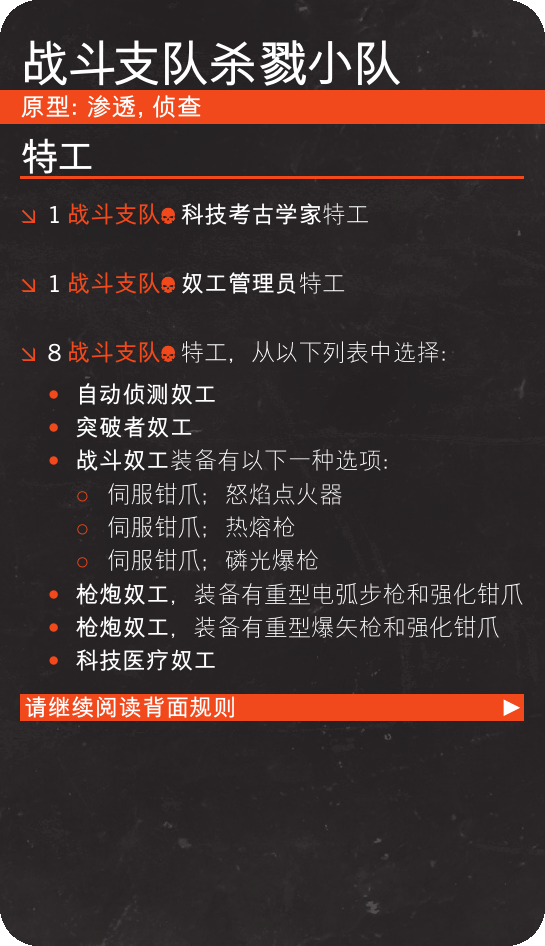 战斗支队杀戮小队
原型: 渗透, 侦查
特工
1 战斗支队 科技考古学家特工
1 战斗支队 奴工管理员特工
8 战斗支队 特工，从以下列表中选择:
• 自动侦测奴工
• 突破者奴工
• 战斗奴工装备有以下一种选项:
○ 伺服钳爪；怒焰点火器
○ 伺服钳爪；热熔枪
○ 伺服钳爪；磷光爆枪
• 枪炮奴工，装备有重型电弧步枪和强化钳爪
• 枪炮奴工，装备有重型爆矢枪和强化钳爪
• 科技医疗奴工
请继续阅读背面规则